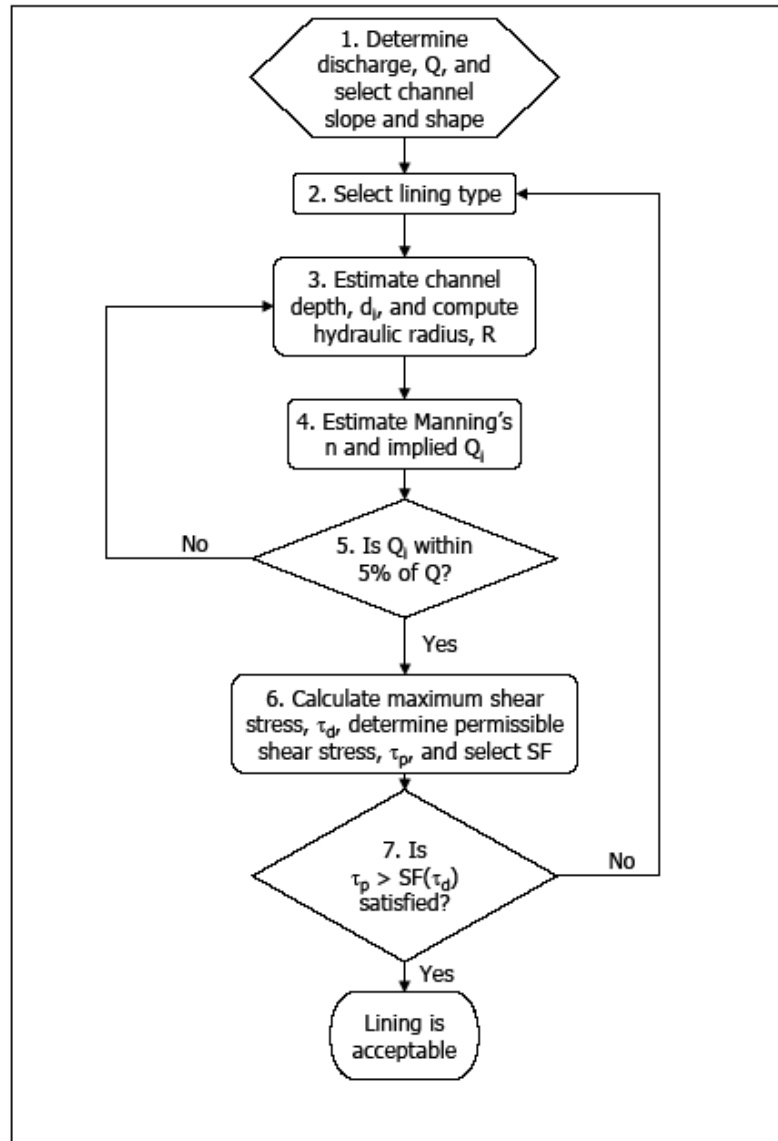 1. Determine
discharge, Q, and
select channel
slope and shape
2. Select lining type
3. Estimate channel
depth, dᵢ, and compute
hydraulic radius, R
4. Estimate Manning’s
n and implied Qᵢ
No
5. Is Qᵢ within
5% of Q?
Yes
6. Calculate maximum shear
stress, τd, determine permissible
shear stress, τp, and select SF
7. Is
τp > SF(τd)
satisfied?
No
Yes
Lining is
acceptable